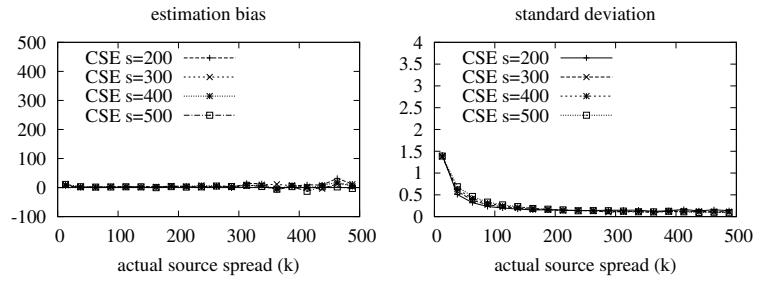 estimation bias
500
400
300
200
100
0
-100
CSE s=200
CSE s=300
CSE s=400
CSE s=500
0 100 200 300 400 500
actual source spread (k)
standard deviation
4
3.5
3
2.5
2
1.5
1
0.5
0
CSE s=200
CSE s=300
CSE s=400
CSE s=500
0 100 200 300 400 500
actual source spread (k)